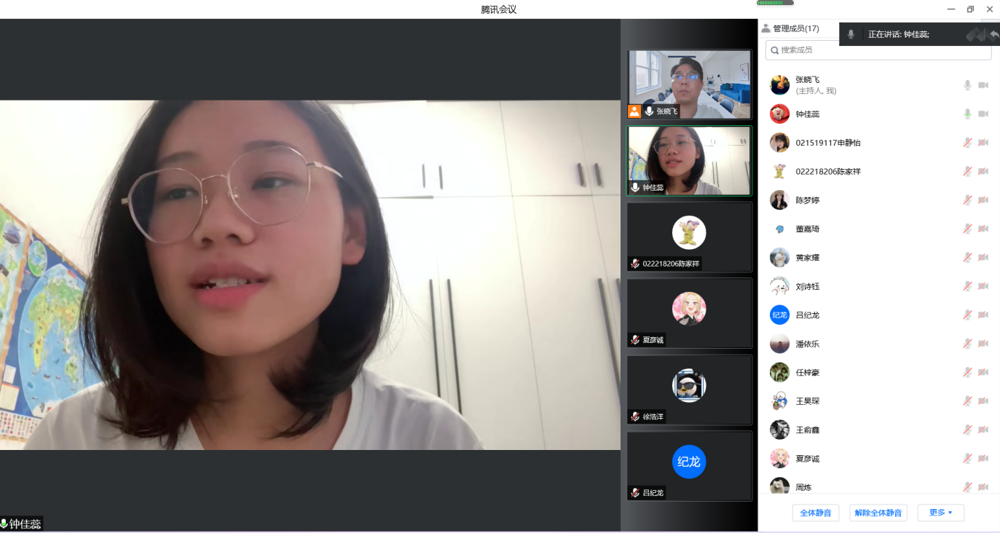 腾讯会议
管理成员(17)
正在讲话: 钟佳蕊;
搜索成员
张晓飞
(主持人, 我)
钟佳蕊
021519117申静怡
022218206陈家祥
陈梦婷
董嘉琦
黄家耀
刘诗钰
纪龙
吕纪龙
潘依乐
任梓豪
王昊琛
王俞鑫
夏彦诚
周炼
全体静音
解除全体静音
更多
张晓飞
钟佳蕊
022218206陈家祥
夏彦诚
徐浩洋
纪龙
吕纪龙
钟佳蕊